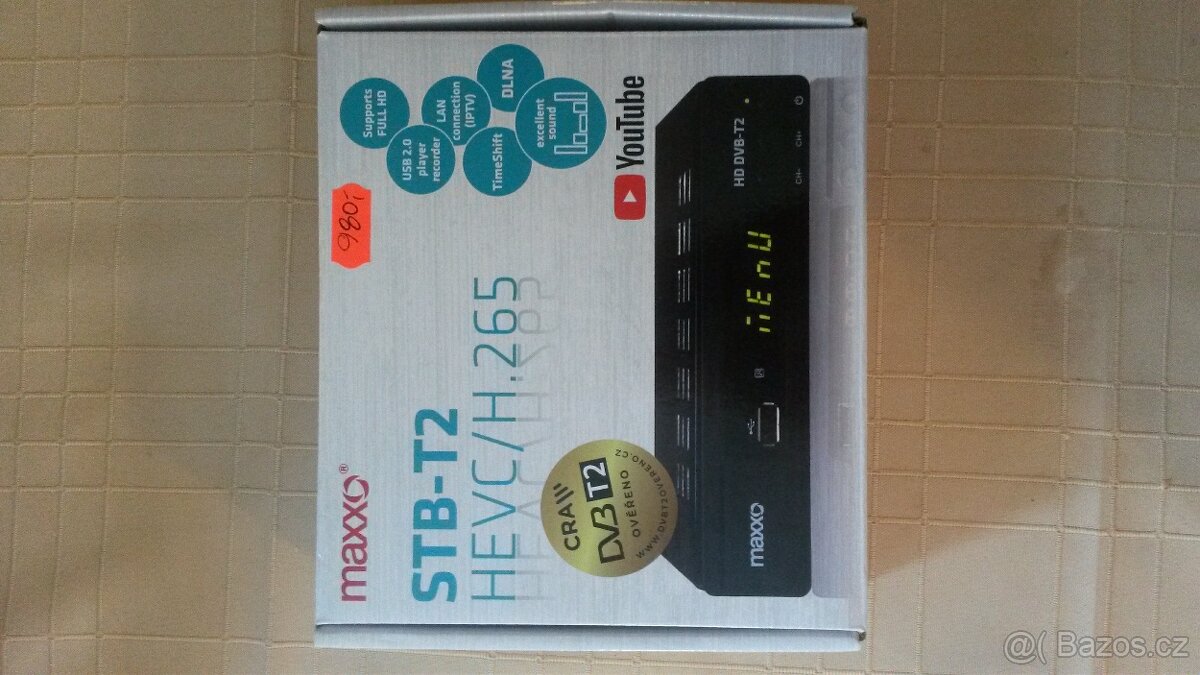 maxxo®
STB-T2
HEVC/H.265
980,-
Supports
FULL HD
USB 2.0
player
recorder
LAN
connection
(IPTV)
TimeShift
DLNA
excellent
sound
YouTube
CRA
DVB T2
OVĚŘENO
WWW.DVBT2OVERENO.CZ
HD DVB-T2
MEnU
maxxo
CH-
CH+
@( Bazos.cz